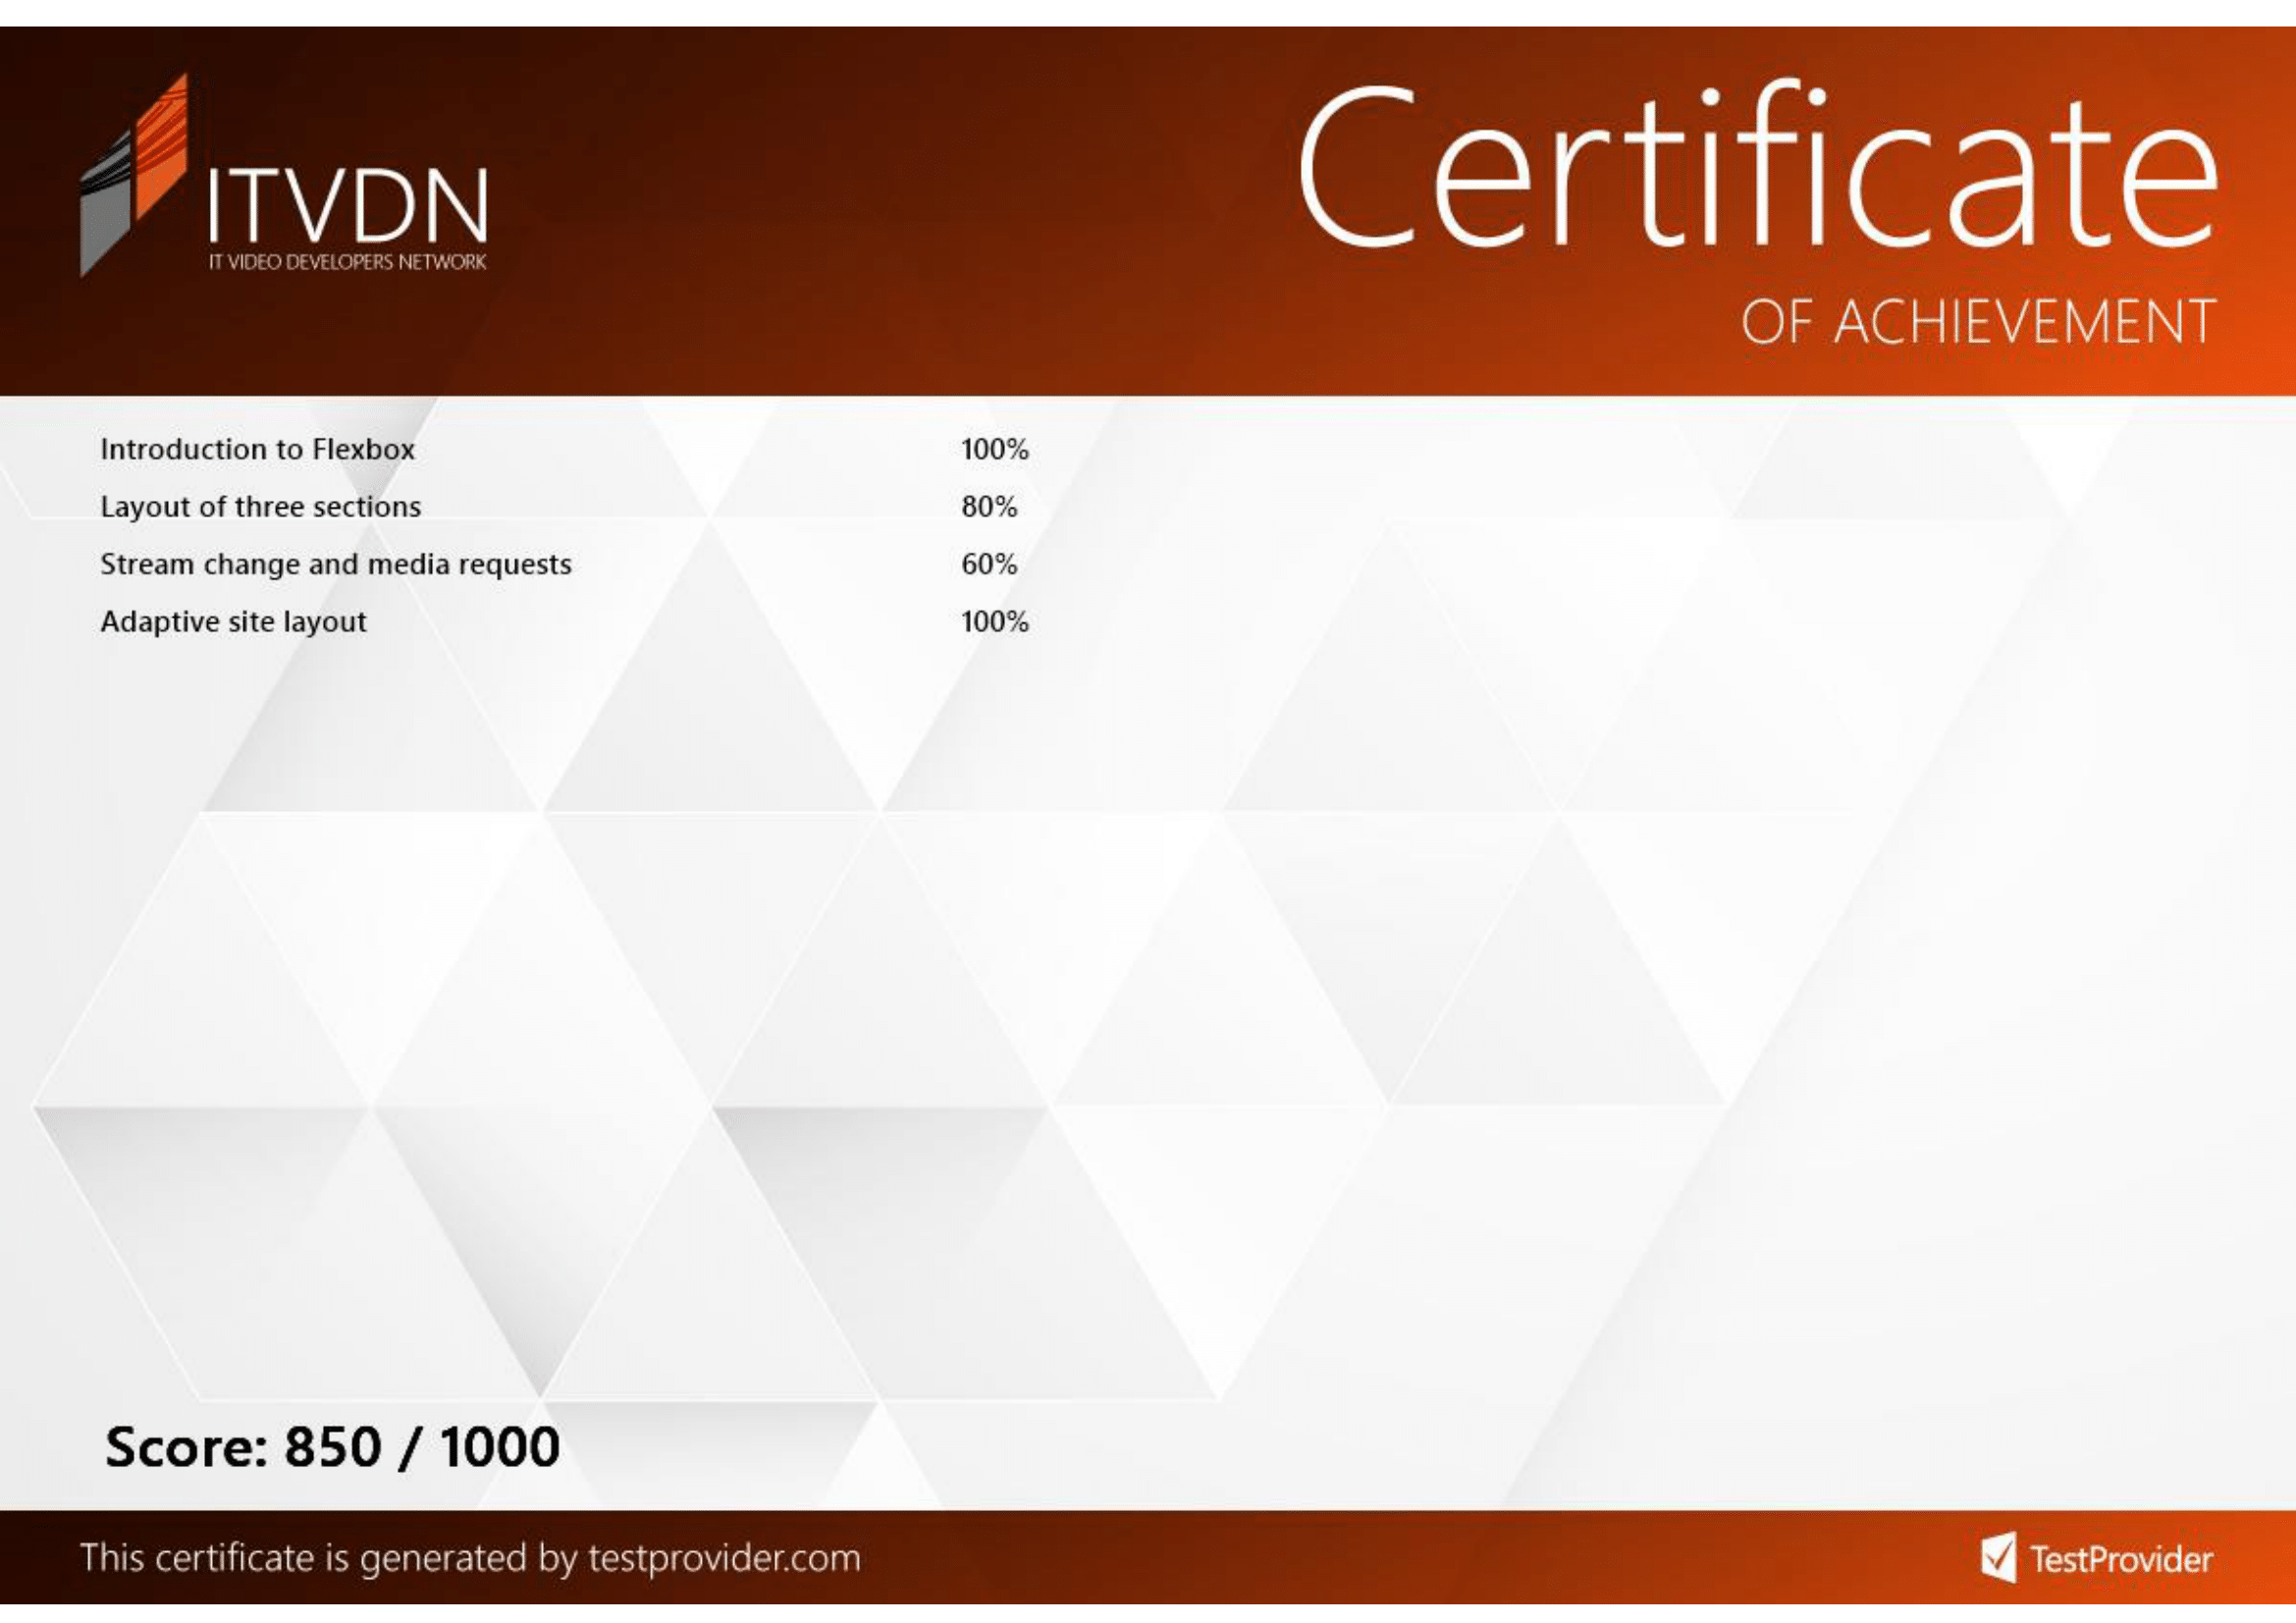 ITVDN
IT VIDEO DEVELOPERS NETWORK
Certificate
OF ACHIEVEMENT
Introduction to Flexbox 100%
Layout of three sections 80%
Stream change and media requests 60%
Adaptive site layout 100%
Score: 850 / 1000
This certificate is generated by testprovider.com
TestProvider